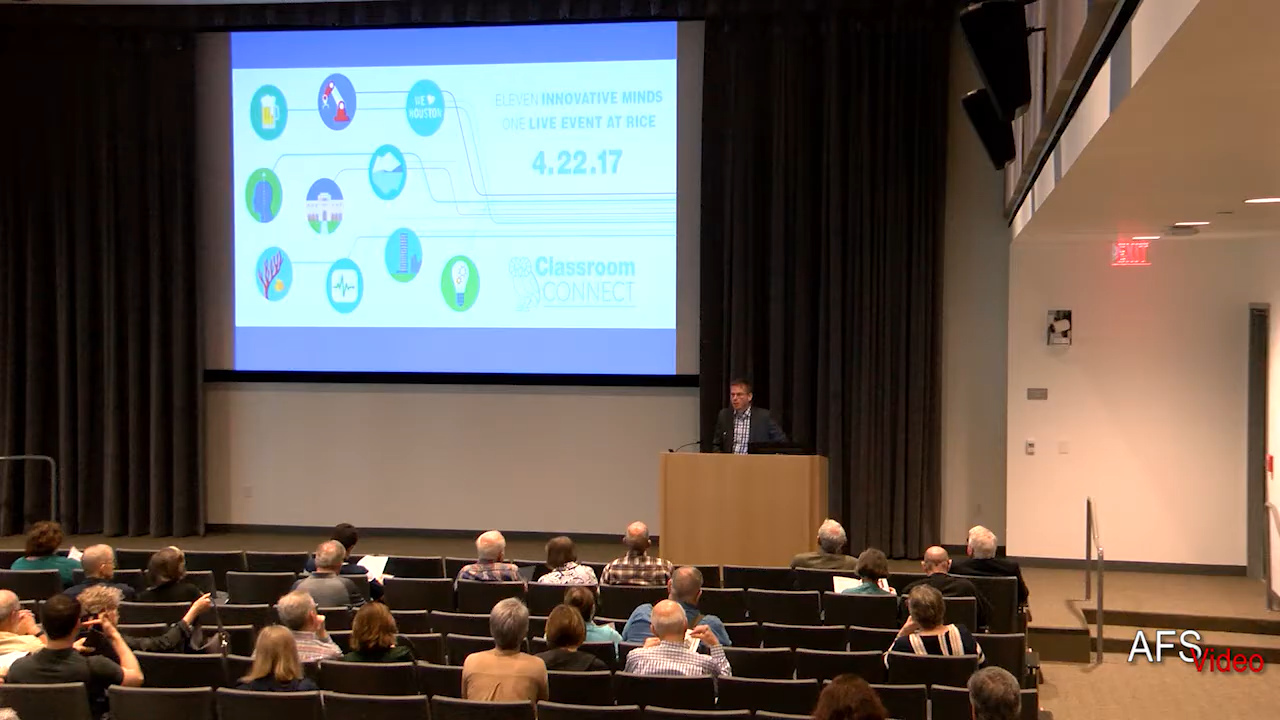 WE
HOUSTON
ELEVEN INNOVATIVE MINDS
ONE LIVE EVENT AT RICE
4.22.17
Classroom
CONNECT
EXIT
AFS
Video